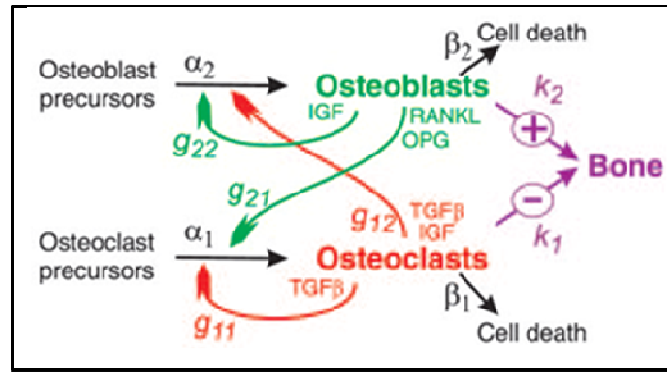 Cell death
β2
Osteoblast
precursors
α2
Osteoblasts
k2
IGF
RANKL
OPG
+
g22
Bone
g21
g12
TGFβ
IGF
−
k1
Osteoclast
precursors
α1
Osteoclasts
TGFβ
β1
g11
Cell death